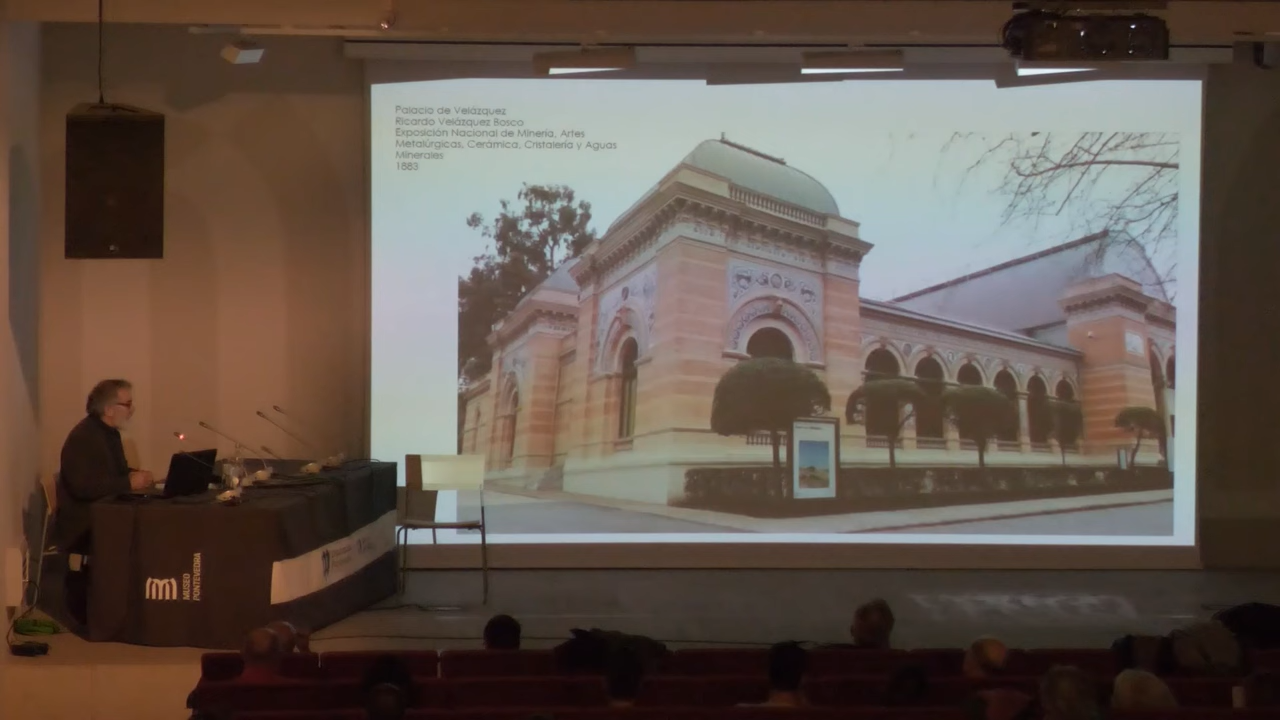 Palacio de Velázquez
Ricardo Velázquez Bosco
Exposición Nacional de Minería, Artes
Metalúrgicas, Cerámica, Cristalería y Aguas
Minerales
1883
MUSEO
PONTEVEDRA